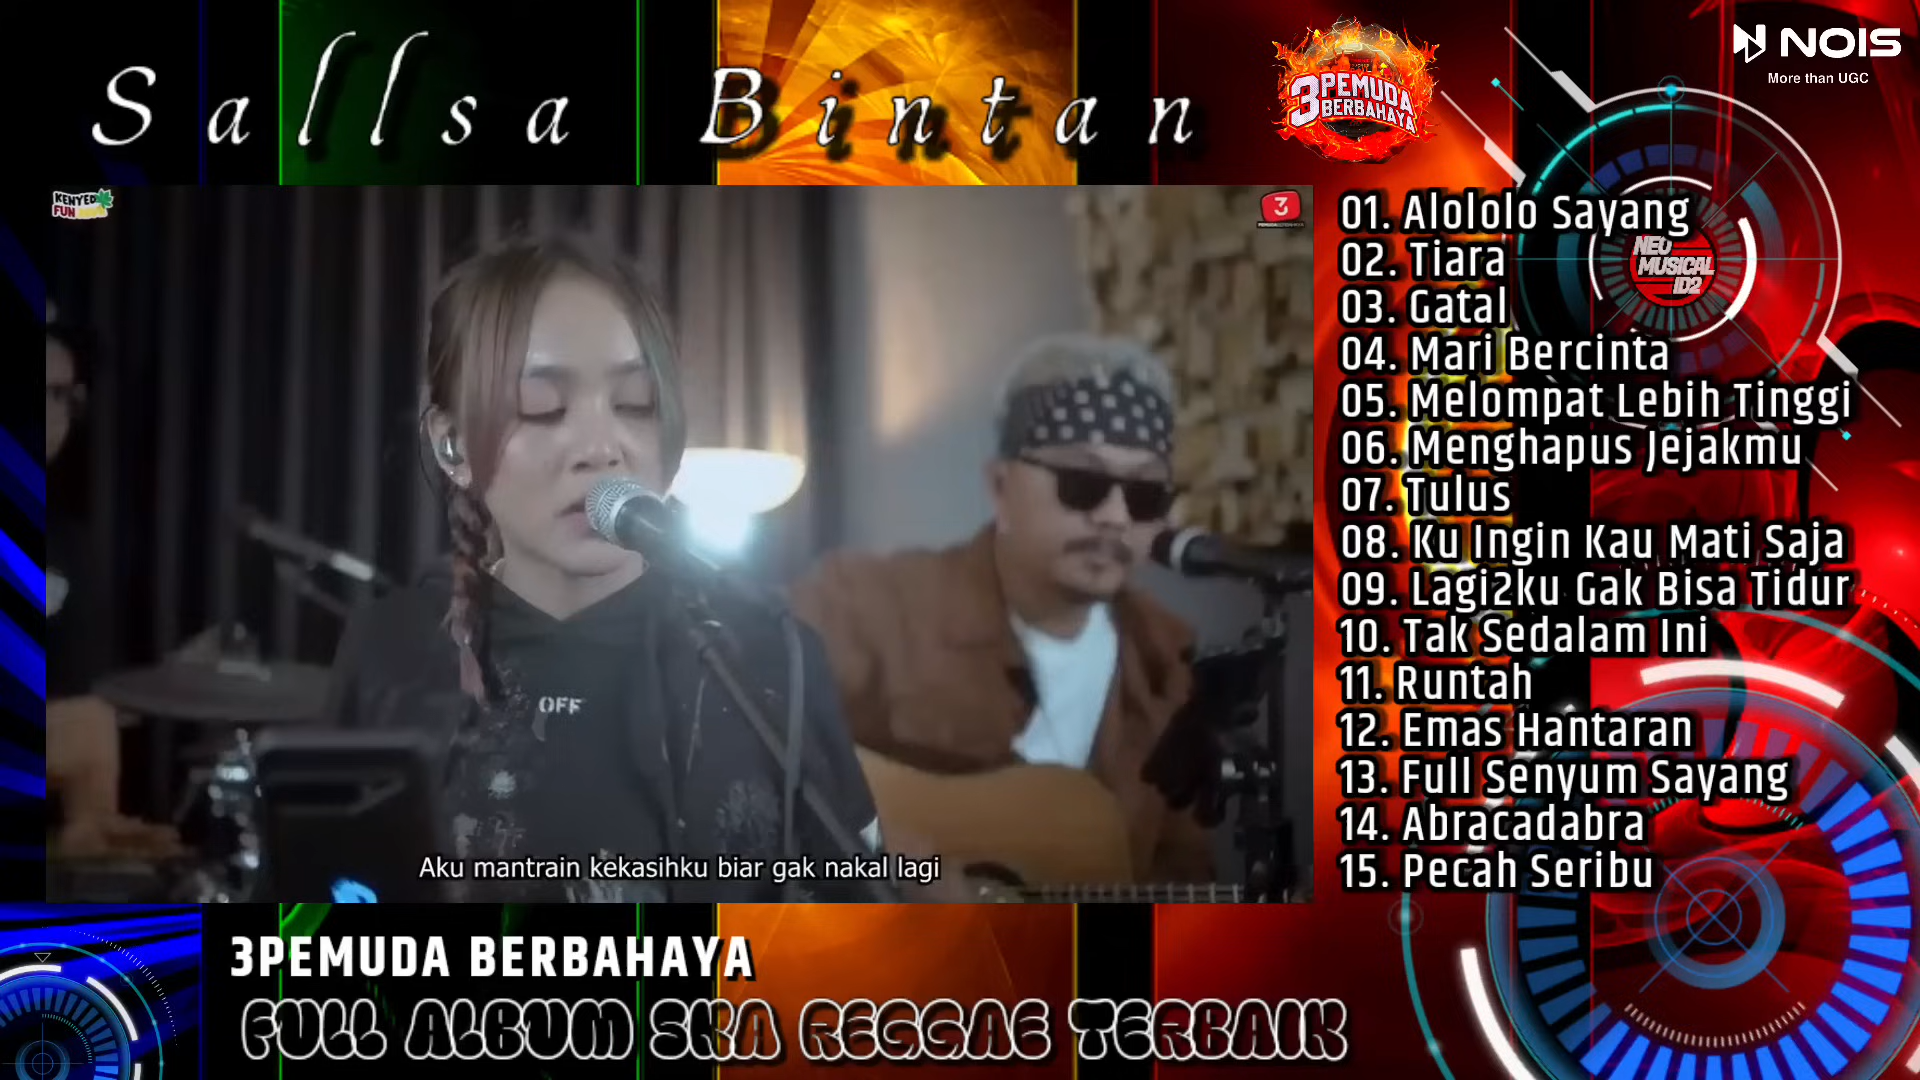 Sallsa Bintan
3PEMUDA
BERBAHAYA
NOIS
More than UGC
KENYED
FUN
3
01. Alololo Sayang
02. Tiara
03. Gatal
04. Mari Bercinta
05. Melompat Lebih Tinggi
06. Menghapus Jejakmu
07. Tulus
08. Ku Ingin Kau Mati Saja
09. Lagi2ku Gak Bisa Tidur
10. Tak Sedalam Ini
11. Runtah
12. Emas Hantaran
13. Full Senyum Sayang
14. Abracadabra
15. Pecah Seribu
NEO
MUSICAL
ID2
OFF
Aku mantrain kekasihku biar gak nakal lagi
3PEMUDA BERBAHAYA
FULL ALBUM SKA REGGAE TERBAIK